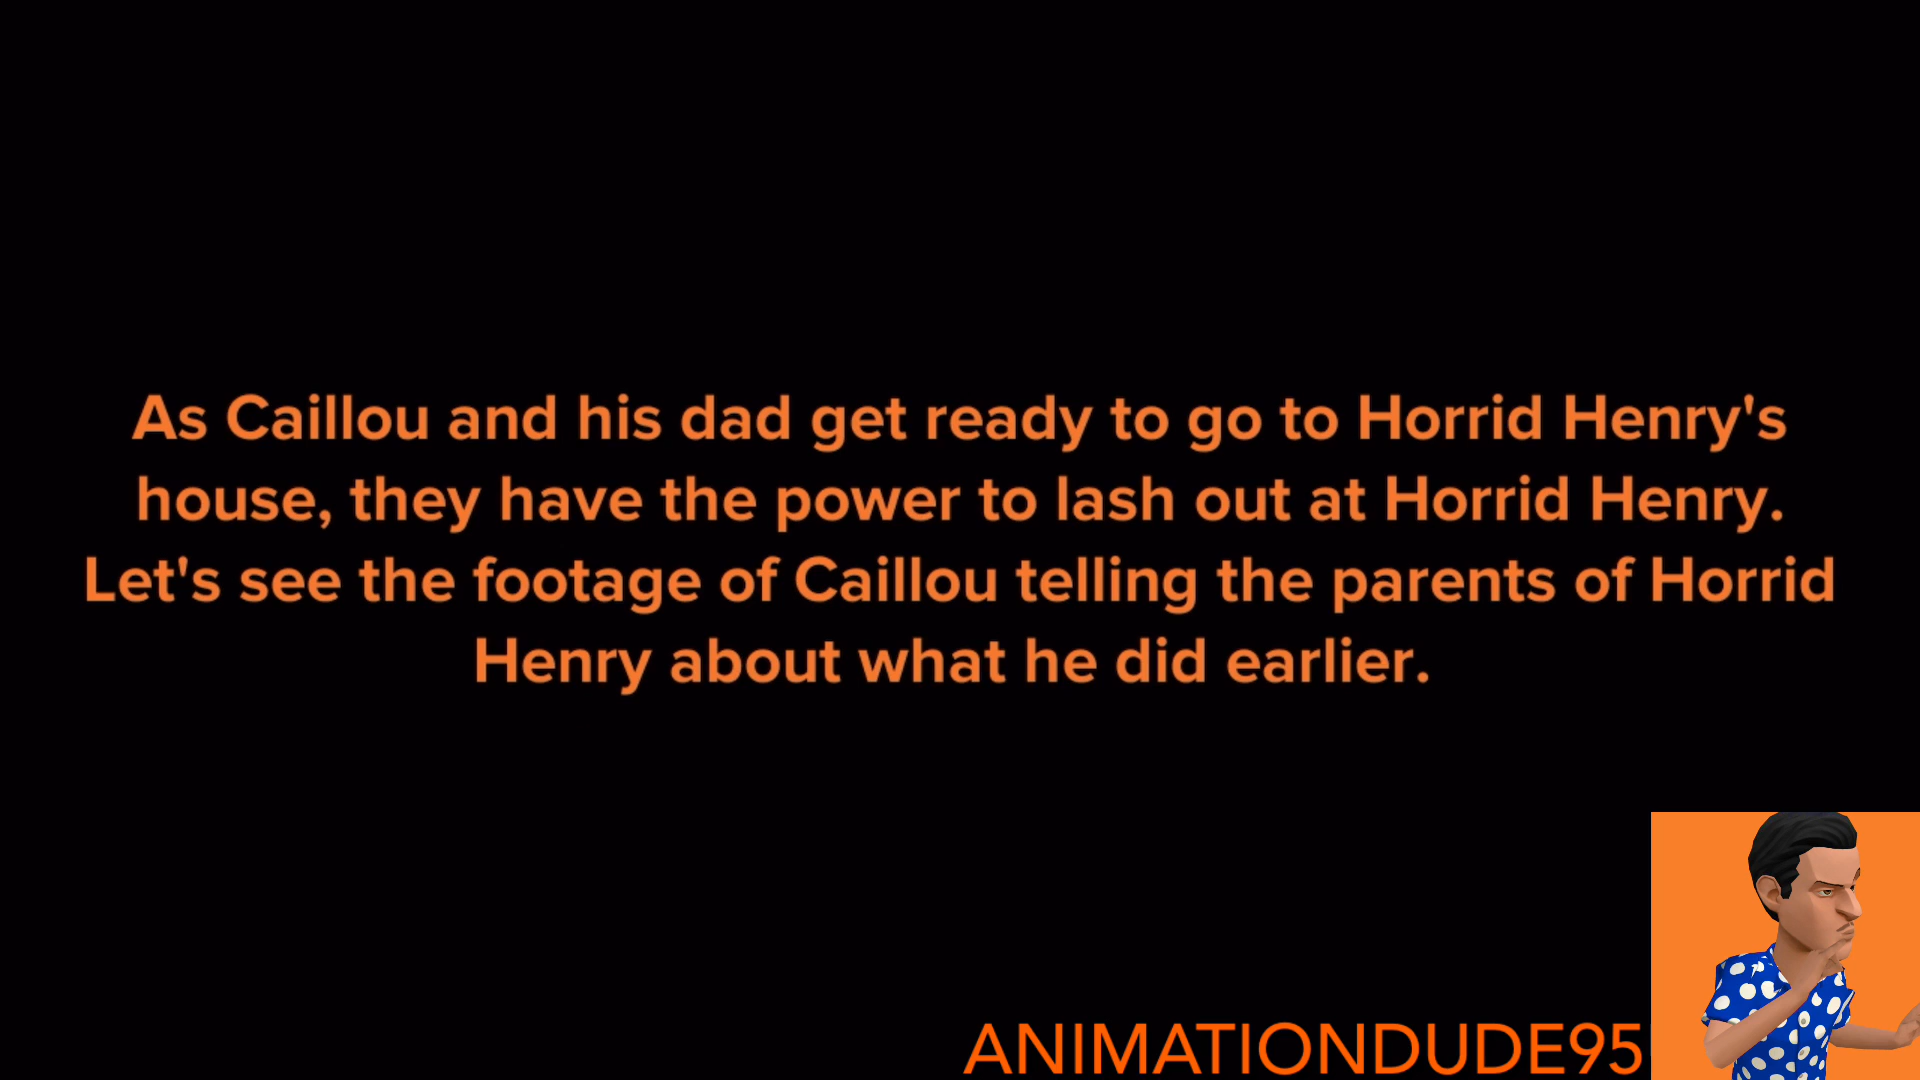 As Caillou and his dad get ready to go to Horrid Henry's
house, they have the power to lash out at Horrid Henry.
Let's see the footage of Caillou telling the parents of Horrid
Henry about what he did earlier.
ANIMATIONDUDE95